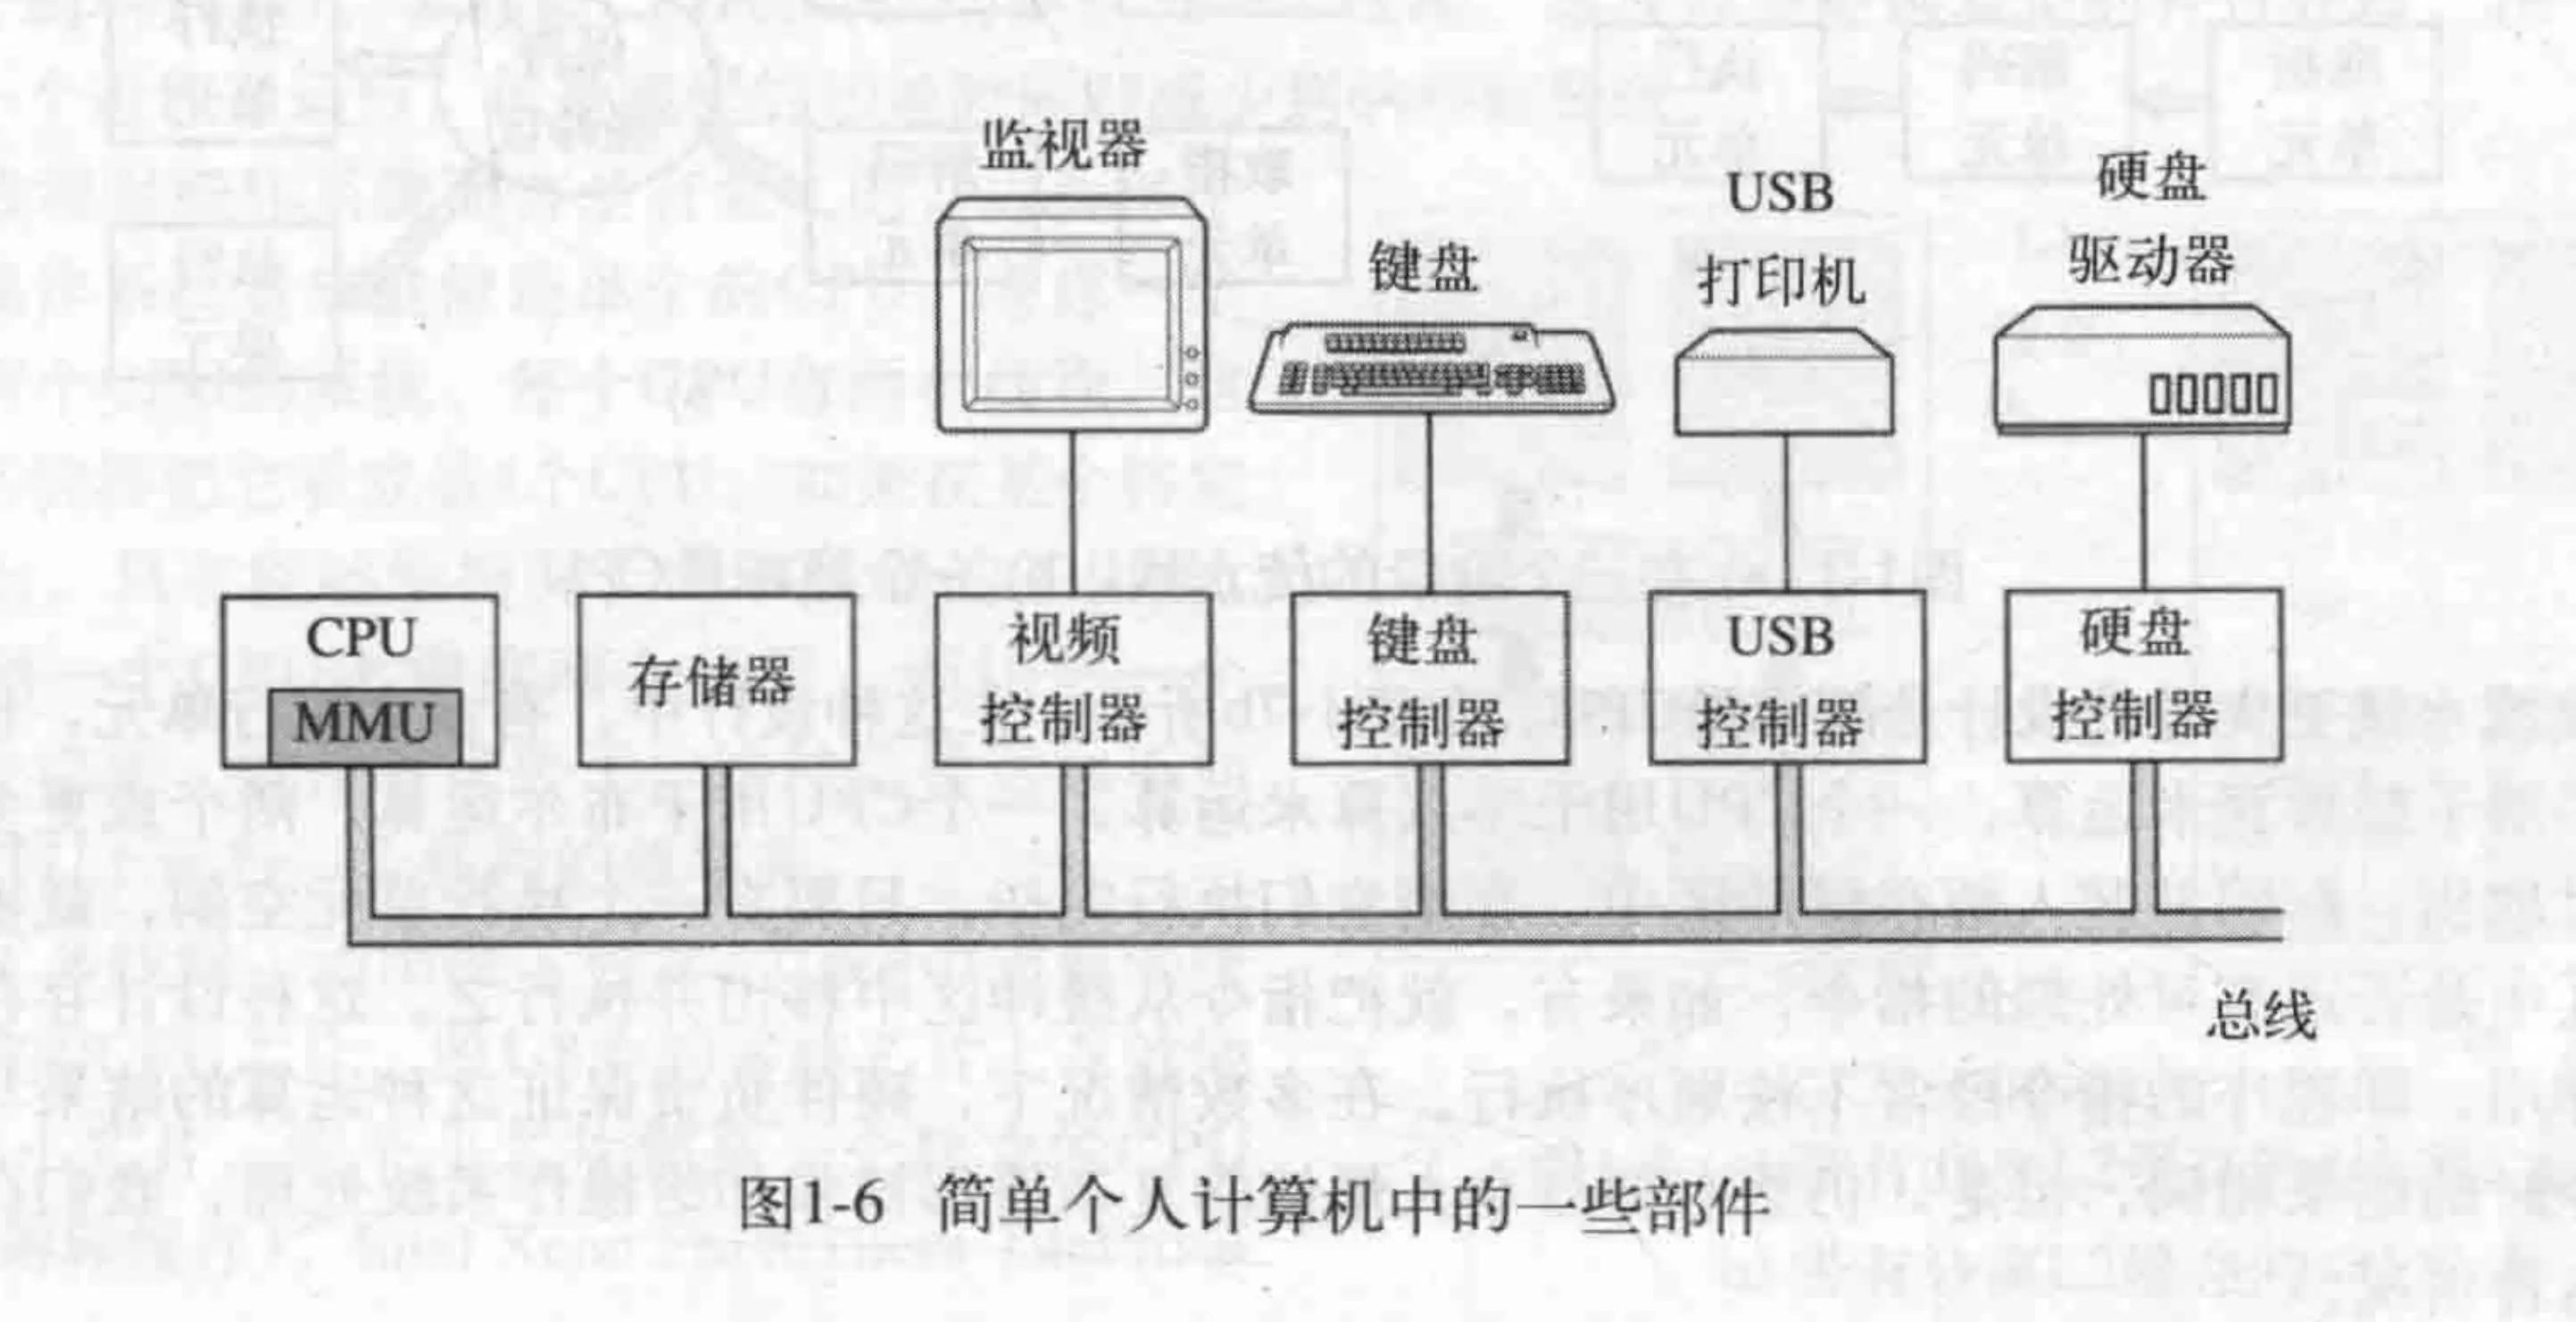 监视器
键盘
USB
打印机
硬盘
驱动器
CPU
MMU
存储器
视频
控制器
键盘
控制器
USB
控制器
硬盘
控制器
总线
图1-6 简单个人计算机中的一些部件